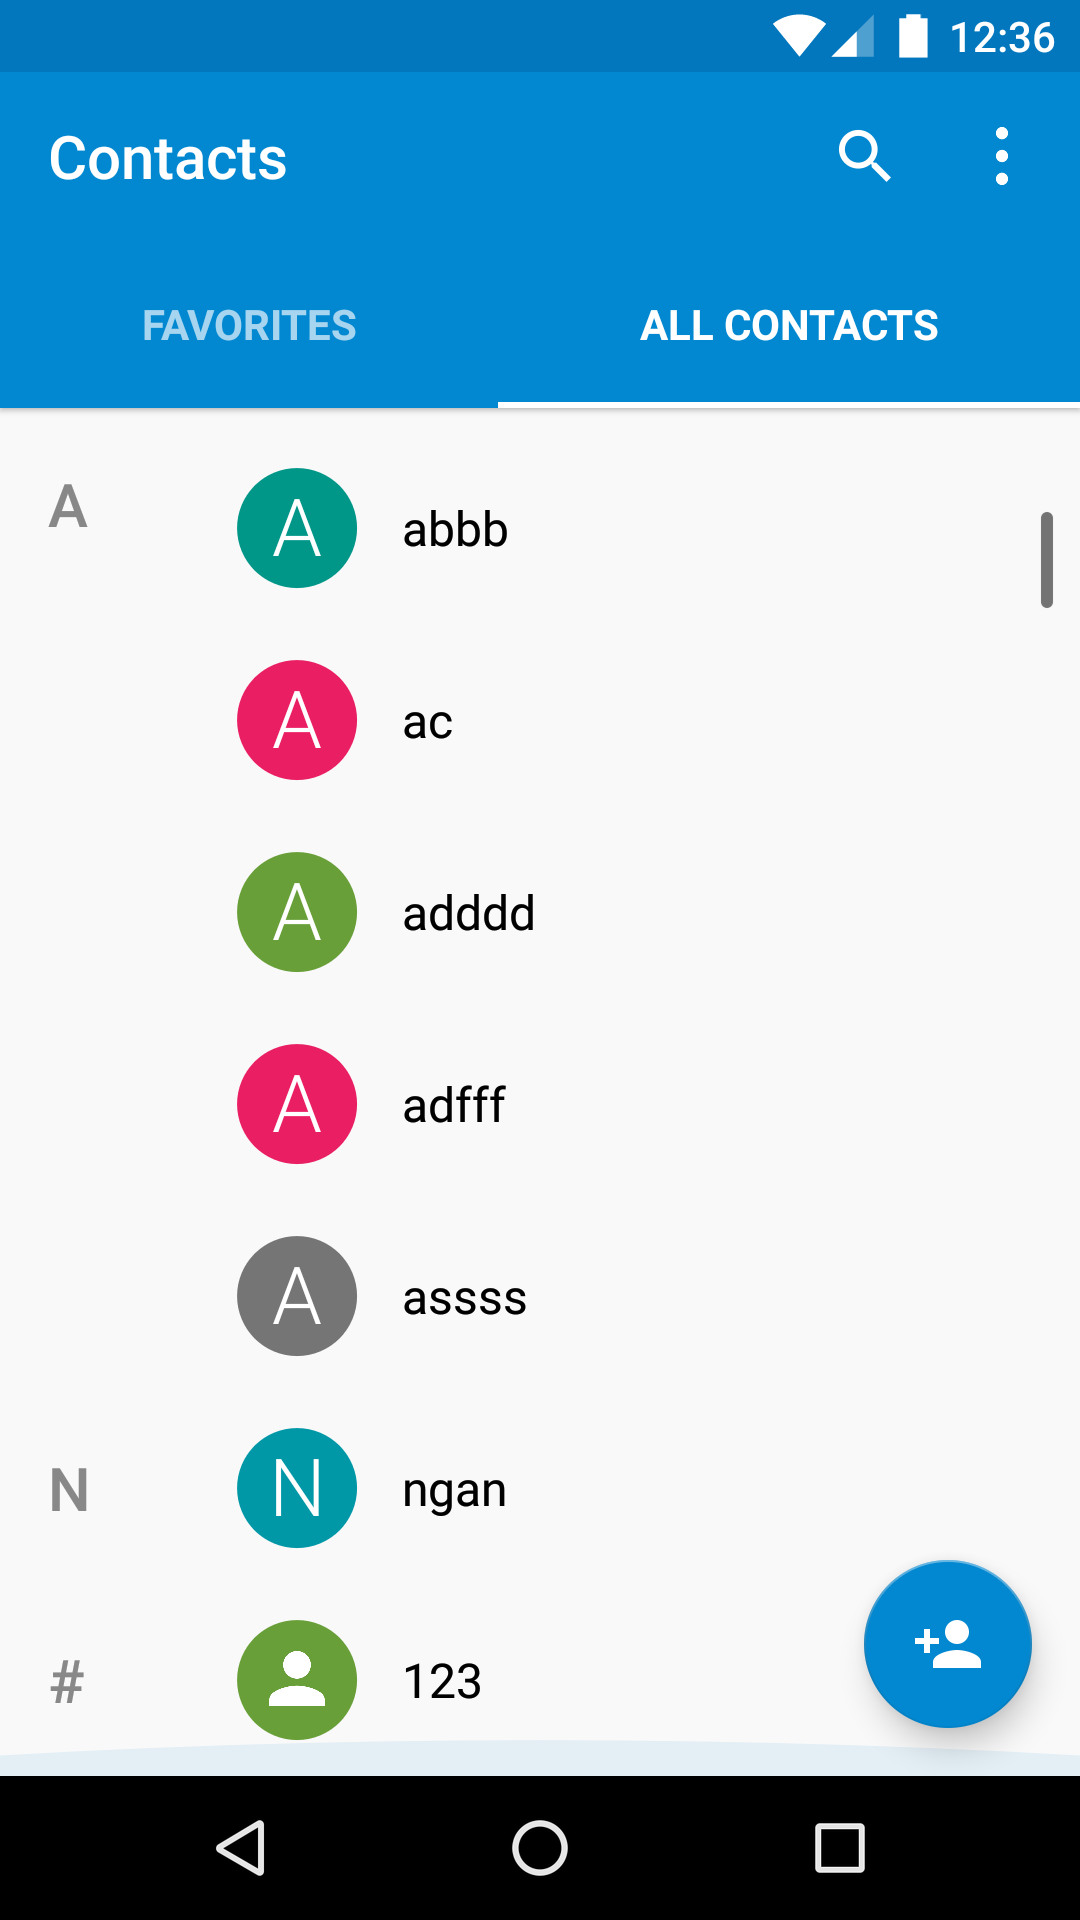 12:36
Contacts
FAVORITES ALL CONTACTS
A A abbb
A ac
A adddd
A adfff
A assss
N N ngan
# 123